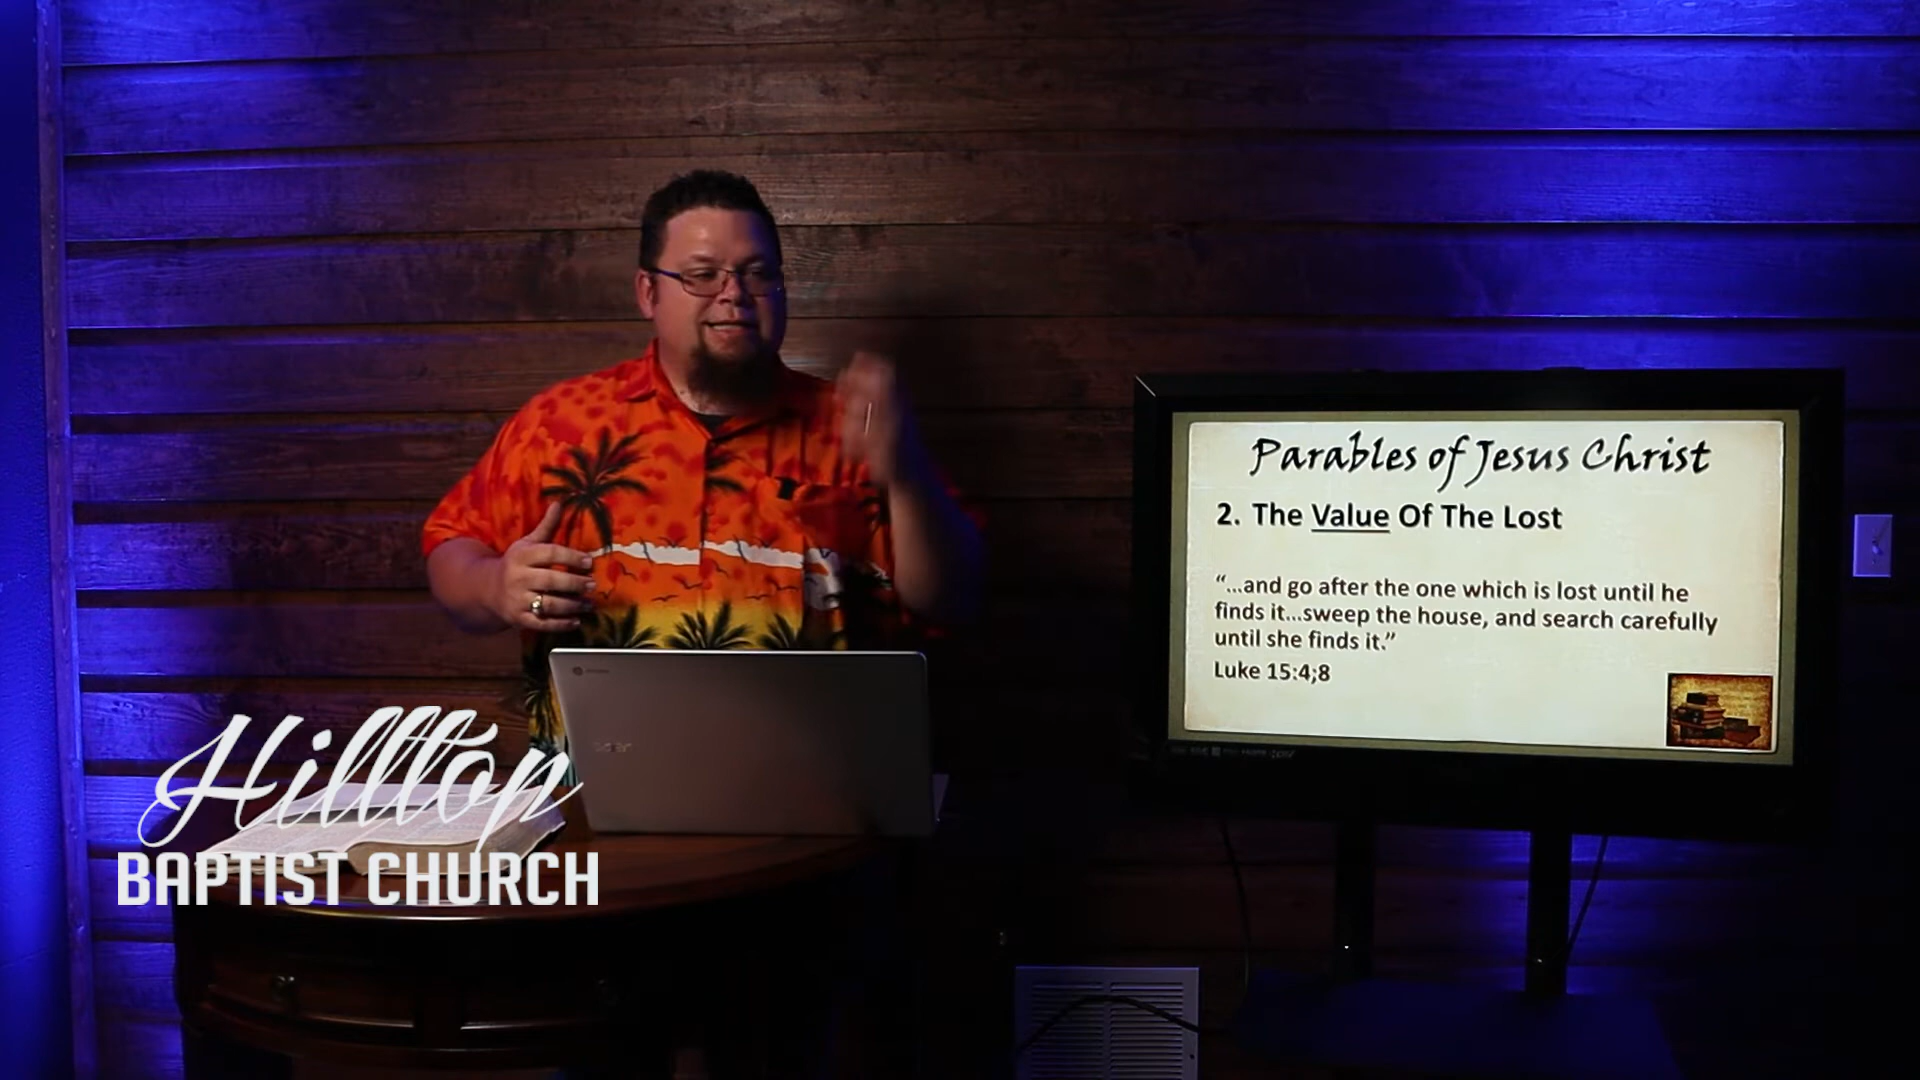 Parables of Jesus Christ
2. The Value Of The Lost
“...and go after the one which is lost until he
finds it...sweep the house, and search carefully
until she finds it.”
Luke 15:4;8
Hilltop
BAPTIST CHURCH
acer